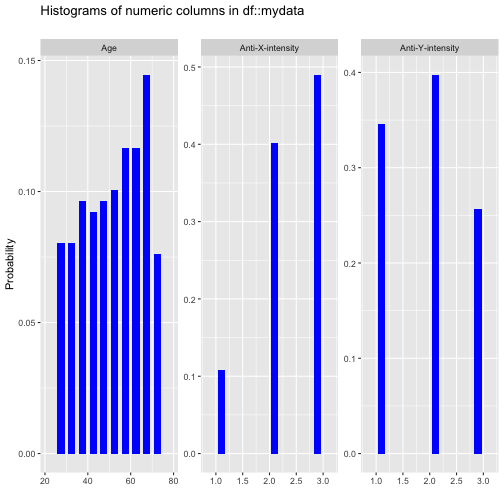 Histograms of numeric columns in df::mydata
Age
Anti-X-intensity
Anti-Y-intensity
Probability
0.15
0.10
0.05
0.00
20 40 60 80
0.5
0.4
0.3
0.2
0.1
0.0
1.0 1.5 2.0 2.5 3.0
0.4
0.3
0.2
0.1
0.0
1.0 1.5 2.0 2.5 3.0